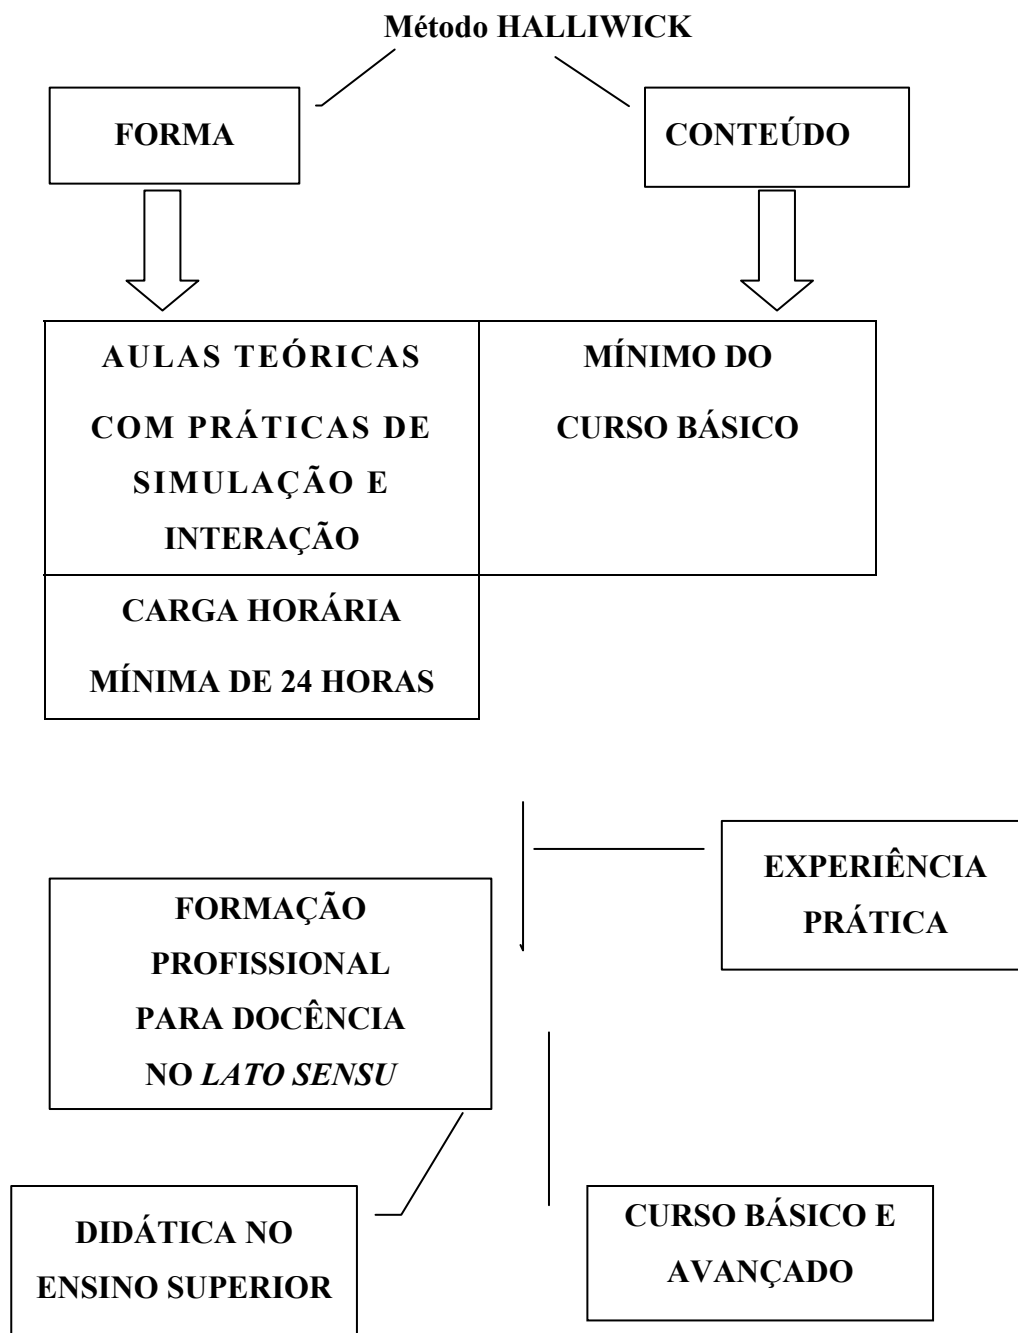 Método HALLIWICK
FORMA
CONTEÚDO
AULAS TEÓRICAS
COM PRÁTICAS DE
SIMULAÇÃO E
INTERAÇÃO
MÍNIMO DO
CURSO BÁSICO
CARGA HORÁRIA
MÍNIMA DE 24 HORAS
EXPERIÊNCIA
PRÁTICA
FORMAÇÃO
PROFISSIONAL
PARA DOCÊNCIA
NO LATO SENSU
DIDÁTICA NO
ENSINO SUPERIOR
CURSO BÁSICO E
AVANÇADO